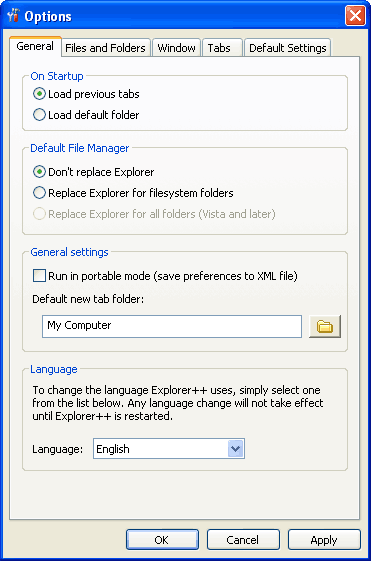 Options
General
Files and Folders
Window
Tabs
Default Settings
On Startup
Load previous tabs
Load default folder
Default File Manager
Don't replace Explorer
Replace Explorer for filesystem folders
Replace Explorer for all folders (Vista and later)
General settings
Run in portable mode (save preferences to XML file)
Default new tab folder:
My Computer
Language
To change the language Explorer++ uses, simply select one
from the list below. Any language change will not take effect
until Explorer++ is restarted.
Language:
English
OK
Cancel
Apply